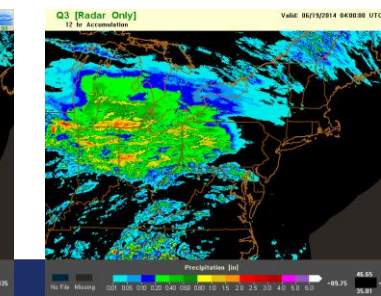 Q3 [Radar Only]
12 hr Accumulation
Valid: 06/19/2014 04:00:00 UTC
Precipitation [in]
No File Missing 0.01 0.05 0.10 0.20 0.40 0.60 0.80 1.0 1.5 2.0 2.5 3.0 4.0 5.0 6.0
-89.75
46.65
35.81